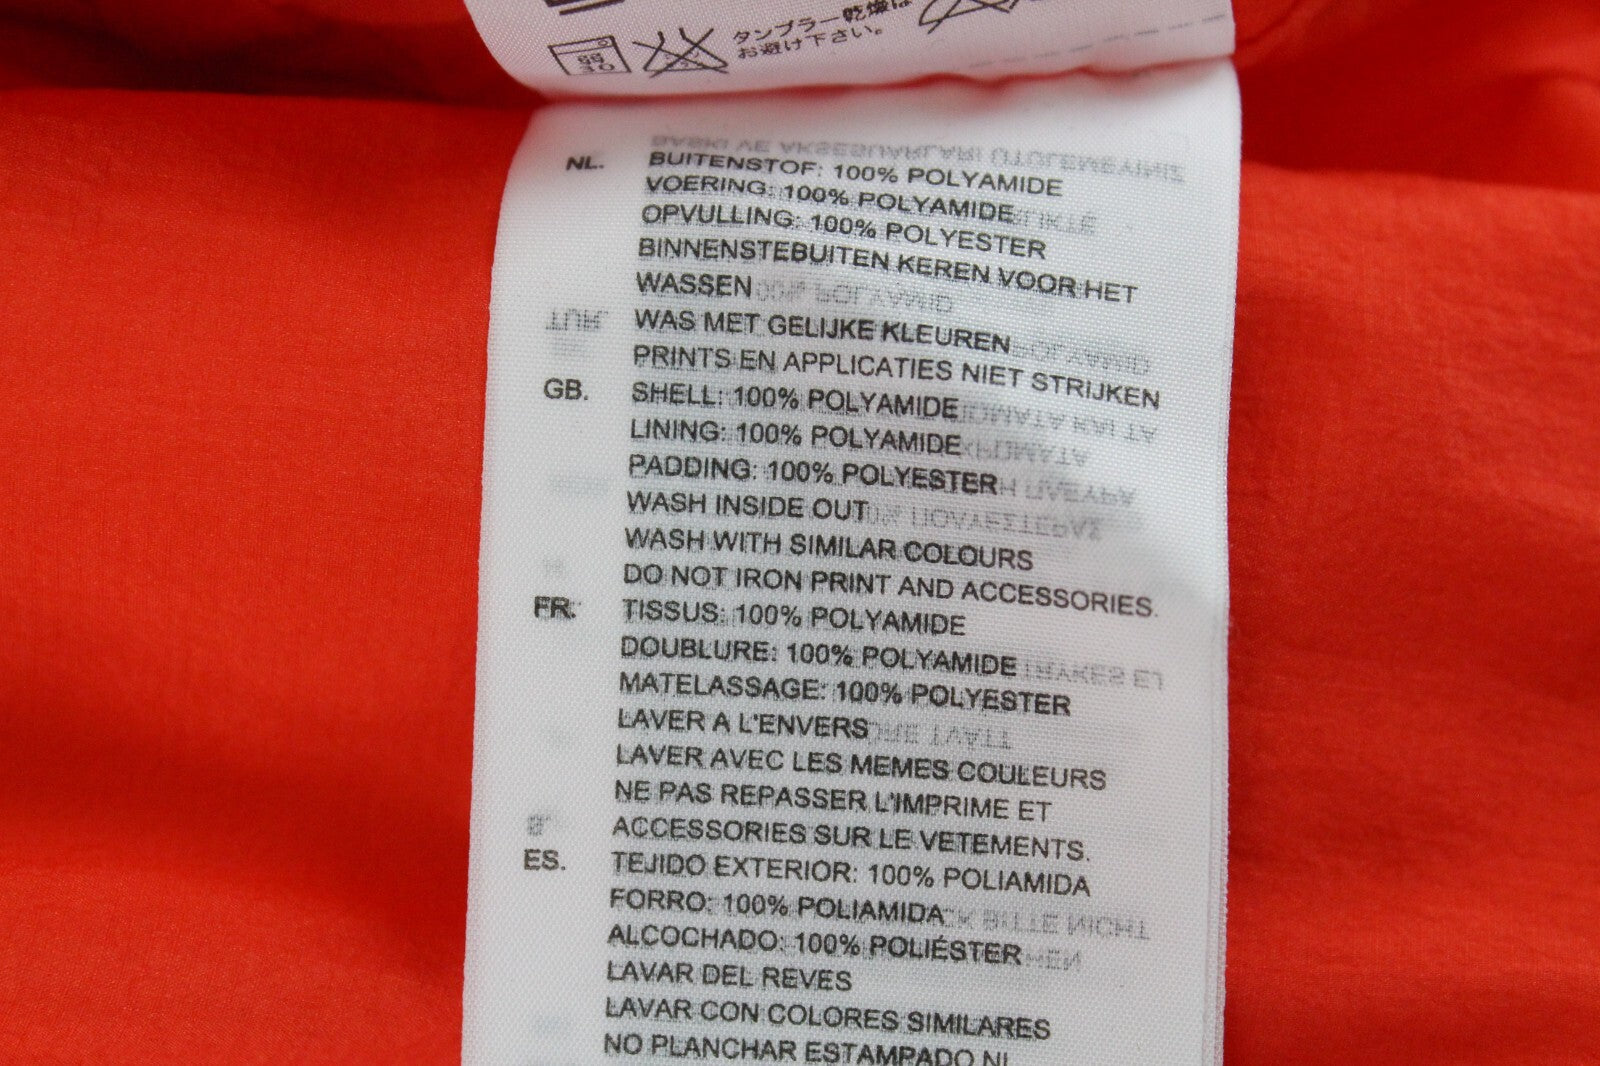 タンブラー乾燥は
お避け下さい。
NL. BUITENSTOF: 100% POLYAMIDE
VOERING: 100% POLYAMIDE
OPVULLING: 100% POLYESTER
BINNENSTEBUITEN KEREN VOOR HET
WASSEN
WAS MET GELIJKE KLEUREN
PRINTS EN APPLICATIES NIET STRIJKEN
GB. SHELL: 100% POLYAMIDE
LINING: 100% POLYAMIDE
PADDING: 100% POLYESTER
WASH INSIDE OUT
WASH WITH SIMILAR COLOURS
DO NOT IRON PRINT AND ACCESSORIES.
FR. TISSUS: 100% POLYAMIDE
DOUBLURE: 100% POLYAMIDE
MATELASSAGE: 100% POLYESTER
LAVER A L'ENVERS
LAVER AVEC LES MEMES COULEURS
NE PAS REPASSER L'IMPRIME ET
ACCESSORIES SUR LE VETEMENTS.
ES. TEJIDO EXTERIOR: 100% POLIAMIDA
FORRO: 100% POLIAMIDA
ALCOCHADO: 100% POLIÉSTER
LAVAR DEL REVES
LAVAR CON COLORES SIMILARES
NO PLANCHAR ESTAMPADO NI